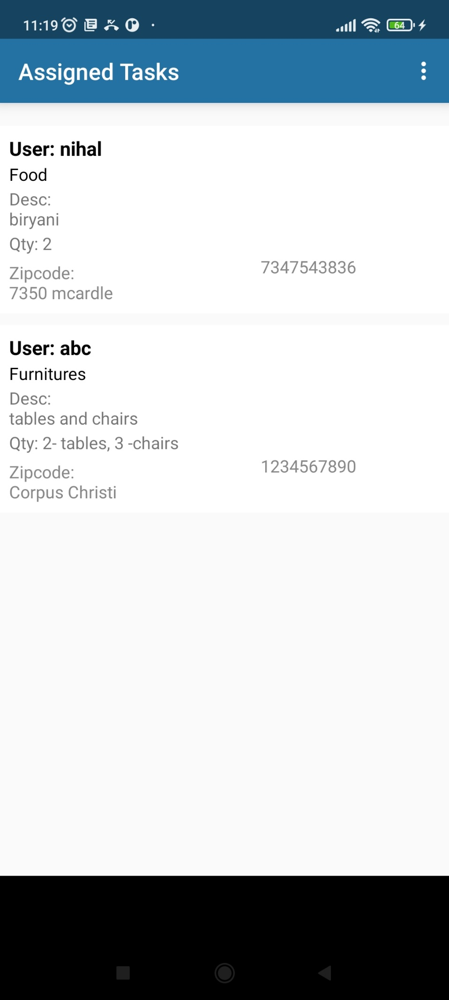 11:19
64
Assigned Tasks
User: nihal
Food
Desc:
biryani
Qty: 2
7347543836
Zipcode:
7350 mcardle
User: abc
Furnitures
Desc:
tables and chairs
Qty: 2- tables, 3 -chairs
1234567890
Zipcode:
Corpus Christi